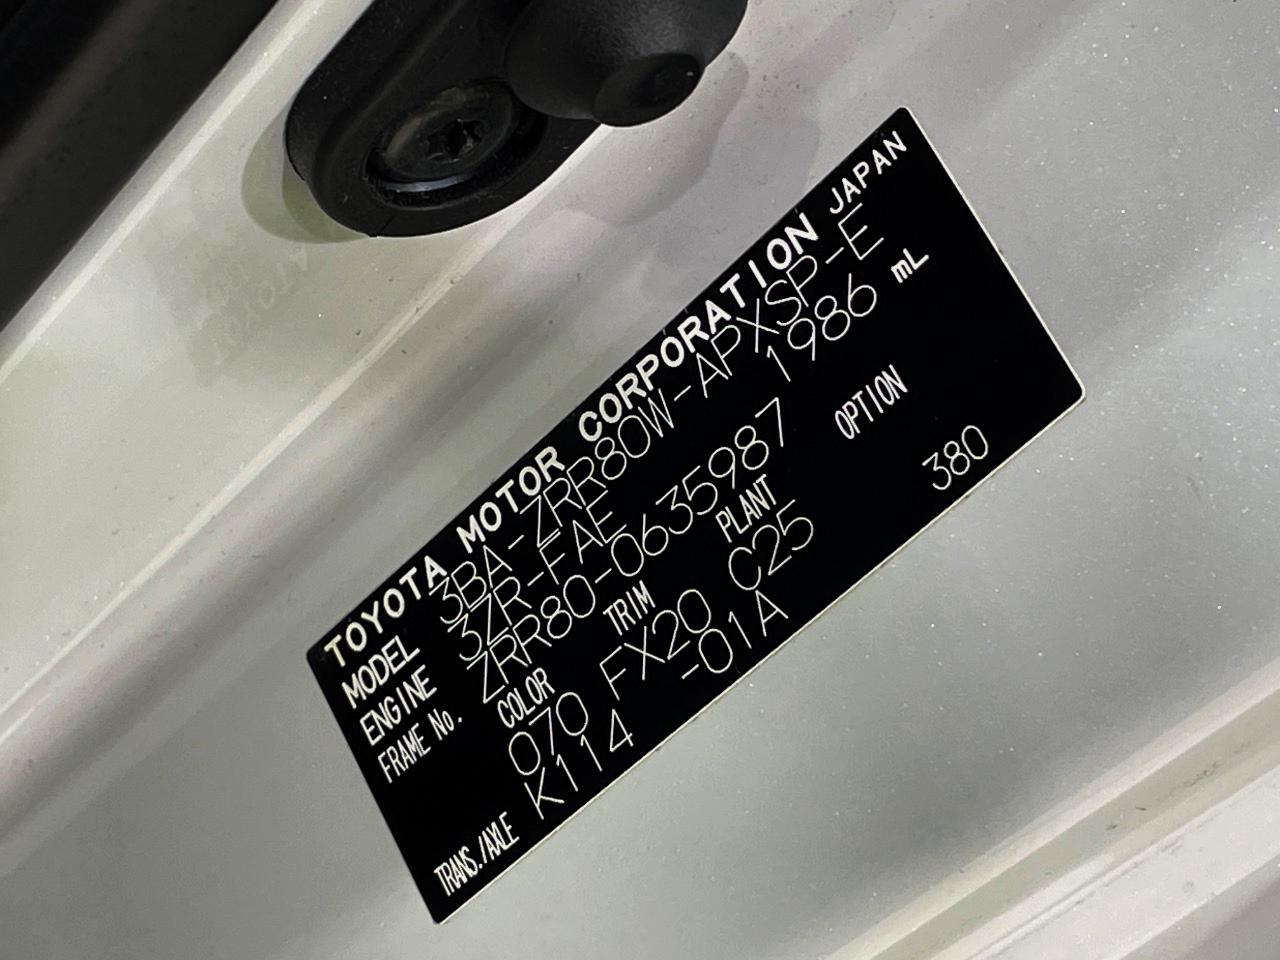 TOYOTA MOTOR CORPORATION JAPAN
MODEL 3BA-ZRR80W-APXSP-E
ENGINE 3ZR-FAE 1986 mL
FRAME No. ZRR80-0635987
COLOR TRIM PLANT OPTION
070 FX20 C25 380
TRANS./AXLE K114 -01A